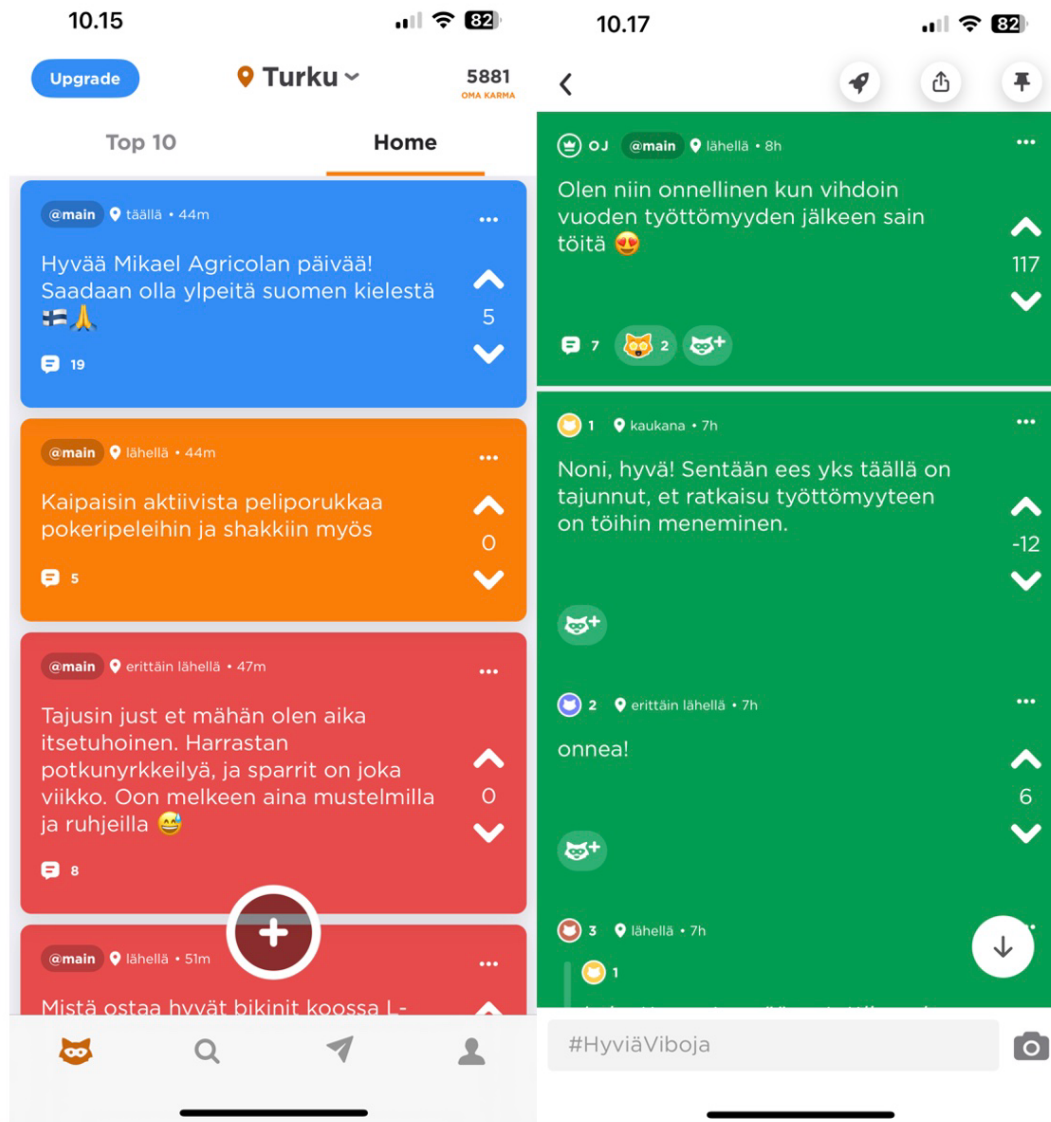 10.15
82
Upgrade
Turku
5881
OMA KARMA
Top 10
Home
@main täällä • 44m
Hyvää Mikael Agricolan päivää!
Saadaan olla ylpeitä suomen kielestä
🇫🇮🙏
5
19
@main lähellä • 44m
Kaipaisin aktiivista peliporukkaa
pokeripeleihin ja shakkiin myös
0
5
@main erittäin lähellä • 47m
Tajusin just et mähän olen aika
itsetuhoinen. Harrastan
potkunyrkkeilyä, ja sparrit on joka
viikko. Oon melkeen aina mustelmilla
ja ruhjeilla 😅
0
8
@main lähellä • 51m
Mistä ostaa hyvät bikinit koossa L-
10.17
82
OJ @main lähellä • 8h
Olen niin onnellinen kun vihdoin
vuoden työttömyyden jälkeen sain
töitä 😍
117
7
2
1 kaukana • 7h
Noni, hyvä! Sentään ees yks täällä on
tajunnut, et ratkaisu työttömyyteen
on töihin meneminen.
-12
2 erittäin lähellä • 7h
onnea!
6
3 lähellä • 7h
1
#HyviäViboja